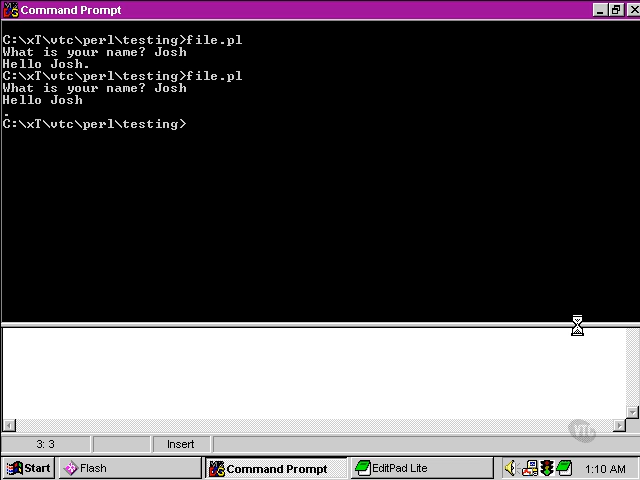 Command Prompt
C:\xT\vtc\perl\testing>file.pl
What is your name? Josh
Hello Josh.
C:\xT\vtc\perl\testing>file.pl
What is your name? Josh
Hello Josh
.
C:\xT\vtc\perl\testing>
VTC
3: 3 Insert
Start Flash Command Prompt EditPad Lite 1:10 AM